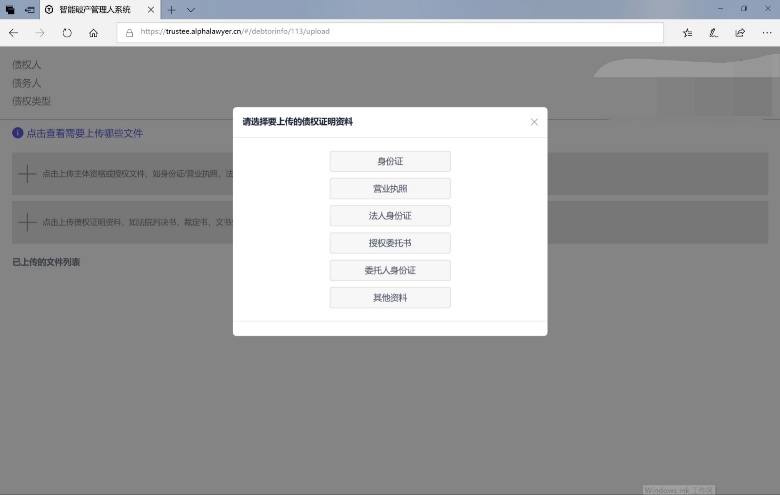 智能破产管理人系统
https://trustee.alphalawyer.cn/#/debtorinfo/113/upload
债权人
债务人
债权类型
请选择要上传的债权证明资料
点击查看需要上传哪些文件
身份证
点击上传主体资格或授权文件，如身份证/营业执照、法
营业执照
法人身份证
点击上传债权证明资料，如法院判决书、裁定书、文书
授权委托书
已上传的文件列表
委托人身份证
其他资料
Windows Ink 工作区